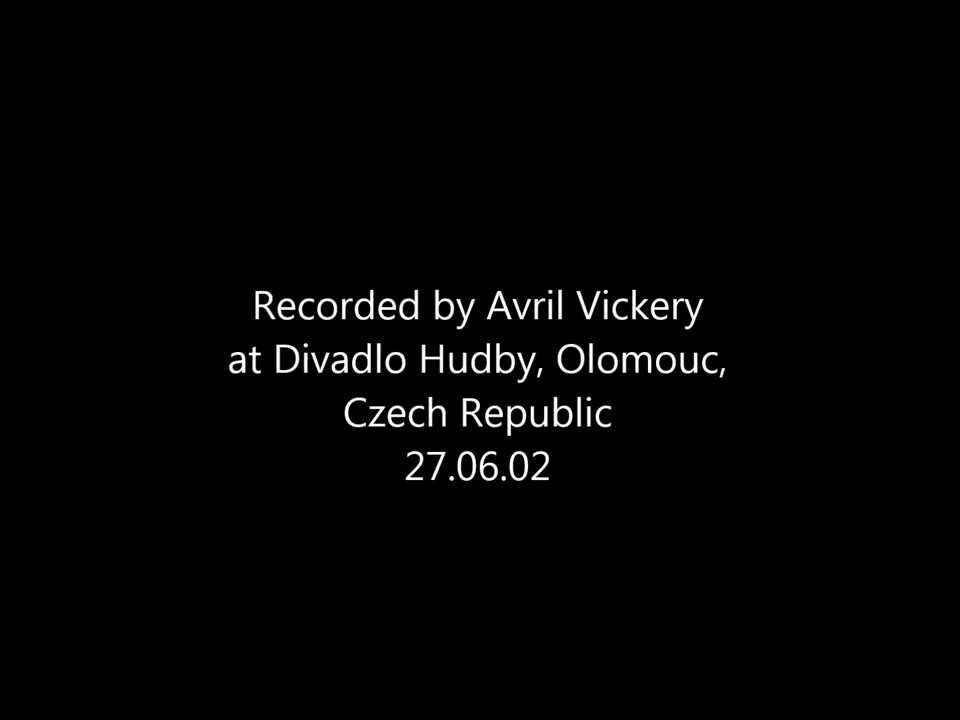 Recorded by Avril Vickery
at Divadlo Hudby, Olomouc,
Czech Republic
27.06.02